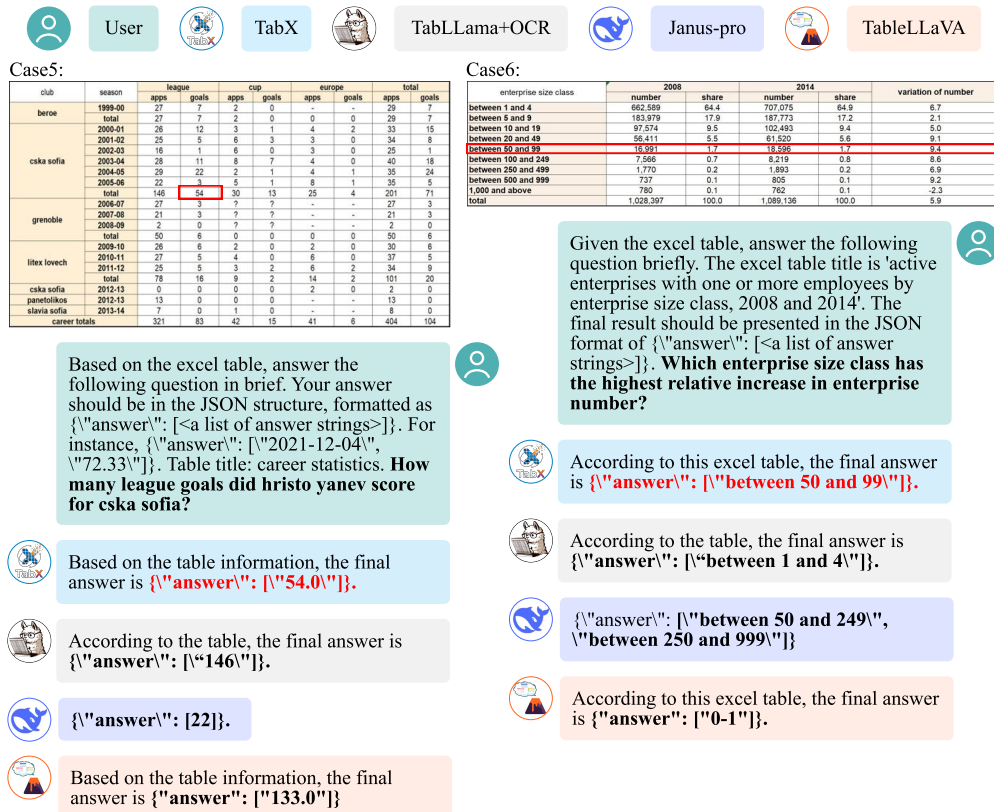 User
TabX
TabLLama+OCR
Janus-pro
TableLLaVA
Case5:
club season league cup europe total
apps goals apps goals apps goals apps goals
beroe 1999-00 27 7 2 0 - - 29 7
total 27 7 2 0 0 0 29 7
cska sofia 2000-01 26 12 3 1 4 2 33 15
2001-02 25 5 6 3 3 0 34 8
2002-03 16 1 6 0 3 0 25 1
2003-04 28 11 8 7 4 0 40 18
2004-05 29 22 2 1 4 1 35 24
2005-06 22 3 5 1 8 1 35 5
total 146 54 30 13 25 4 201 71
grenoble 2006-07 27 3 ? ? - - 27 3
2007-08 21 3 ? ? - - 21 3
2008-09 2 0 ? ? - - 2 0
total 50 6 0 0 0 0 50 6
litex lovech 2009-10 26 6 2 0 2 0 30 6
2010-11 27 5 4 0 6 0 37 5
2011-12 25 5 3 2 6 2 34 9
total 78 16 9 2 14 2 101 20
cska sofia 2012-13 0 0 0 0 2 0 2 0
panetolikos 2012-13 13 0 0 0 - - 13 0
slavia sofia 2013-14 7 0 1 0 - - 8 0
career totals 321 83 42 15 41 6 404 104
Based on the excel table, answer the
following question in brief. Your answer
should be in the JSON structure, formatted as
{\"answer\": [<a list of answer strings>]}. For
instance, {\"answer\": [\"2021-12-04\",
\"72.33\"]}. Table title: career statistics. How
many league goals did hristo yanev score
for cska sofia?
TabX
Based on the table information, the final
answer is {\"answer\": [\"54.0\"]}.
According to the table, the final answer is
{\"answer\": [\“146\"]}.
{\"answer\": [22]}.
Based on the table information, the final
answer is {"answer": ["133.0"]}
Case6:
enterprise size class 2008 2014 variation of number
number share number share
between 1 and 4 662,589 64.4 707,075 64.9 6.7
between 5 and 9 183,979 17.9 187,773 17.2 2.1
between 10 and 19 97,574 9.5 102,493 9.4 5.0
between 20 and 49 56,411 5.5 61,520 5.6 9.1
between 50 and 99 16,991 1.7 18,596 1.7 9.4
between 100 and 249 7,566 0.7 8,219 0.8 8.6
between 250 and 499 1,770 0.2 1,893 0.2 6.9
between 500 and 999 737 0.1 805 0.1 9.2
1,000 and above 780 0.1 762 0.1 -2.3
total 1,028,397 100.0 1,089,136 100.0 5.9
Given the excel table, answer the following
question briefly. The excel table title is 'active
enterprises with one or more employees by
enterprise size class, 2008 and 2014'. The
final result should be presented in the JSON
format of {\"answer\": [<a list of answer
strings>]}. Which enterprise size class has
the highest relative increase in enterprise
number?
TabX
According to this excel table, the final answer
is {\"answer\": [\"between 50 and 99\"]}.
According to the table, the final answer is
{\"answer\": [\“between 1 and 4\"]}.
{\"answer\": [\"between 50 and 249\",
\"between 250 and 999\"]}
According to this excel table, the final answer
is {"answer": ["0-1"]}.